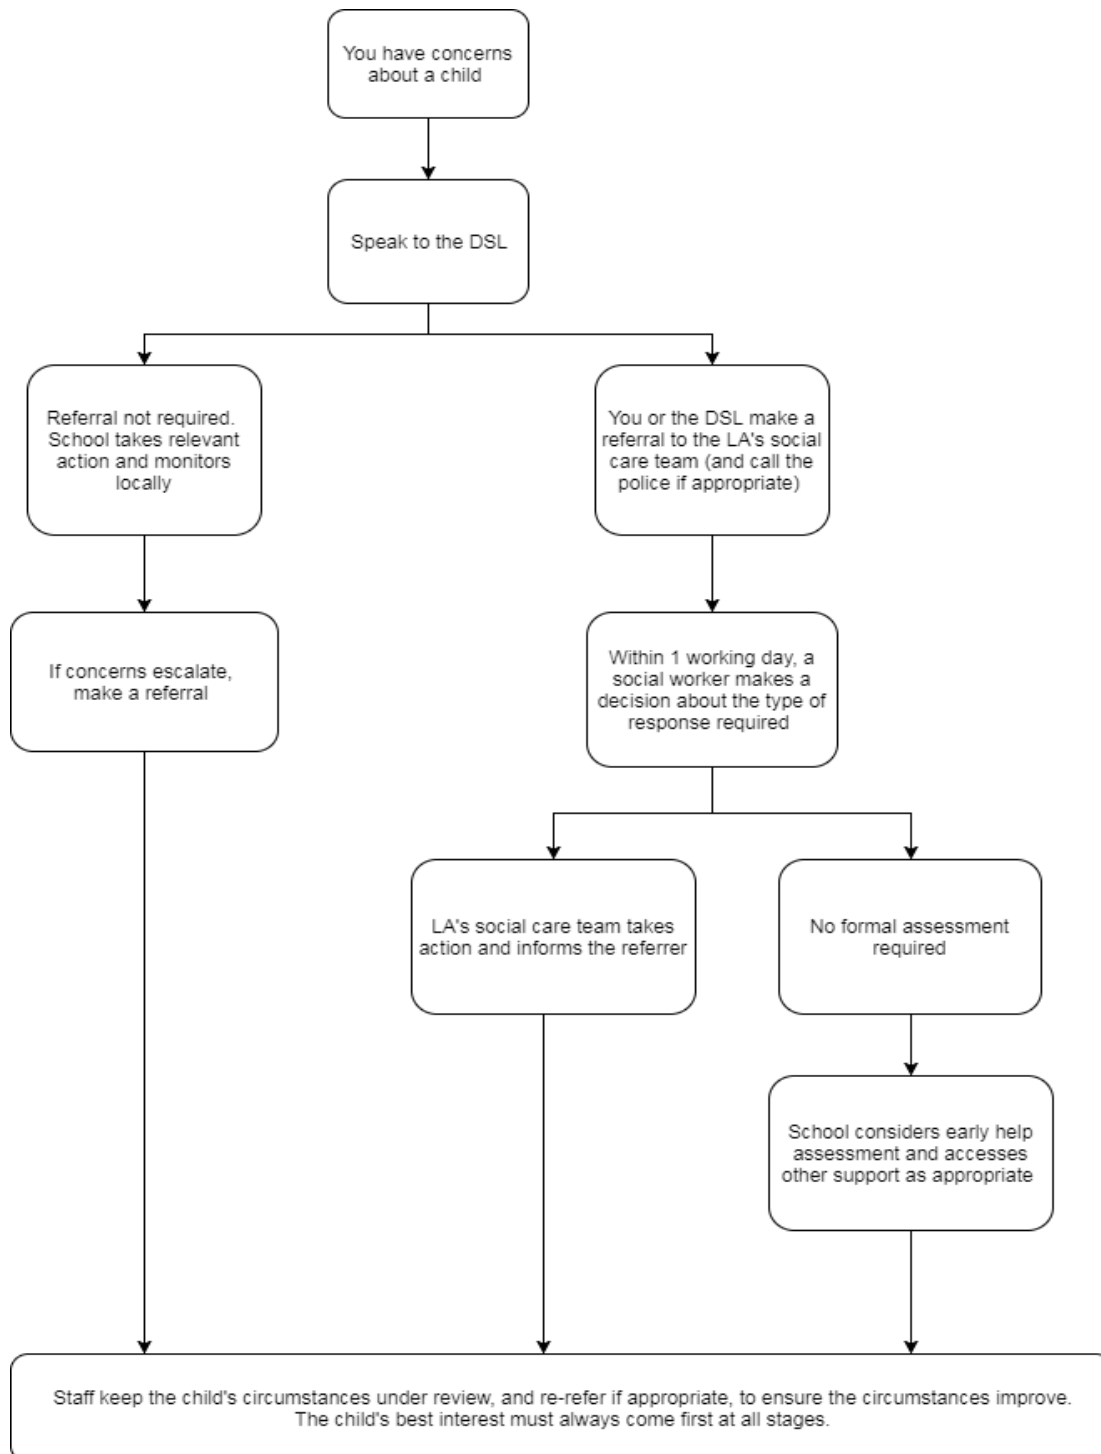 You have concerns
about a child
Speak to the DSL
Referral not required.
School takes relevant
action and monitors
locally
You or the DSL make a
referral to the LA's social
care team (and call the
police if appropriate)
If concerns escalate,
make a referral
Within 1 working day, a
social worker makes a
decision about the type of
response required
LA's social care team takes
action and informs the referrer
No formal assessment
required
School considers early help
assessment and accesses
other support as appropriate
Staff keep the child's circumstances under review, and re-refer if appropriate, to ensure the circumstances improve.
The child's best interest must always come first at all stages.